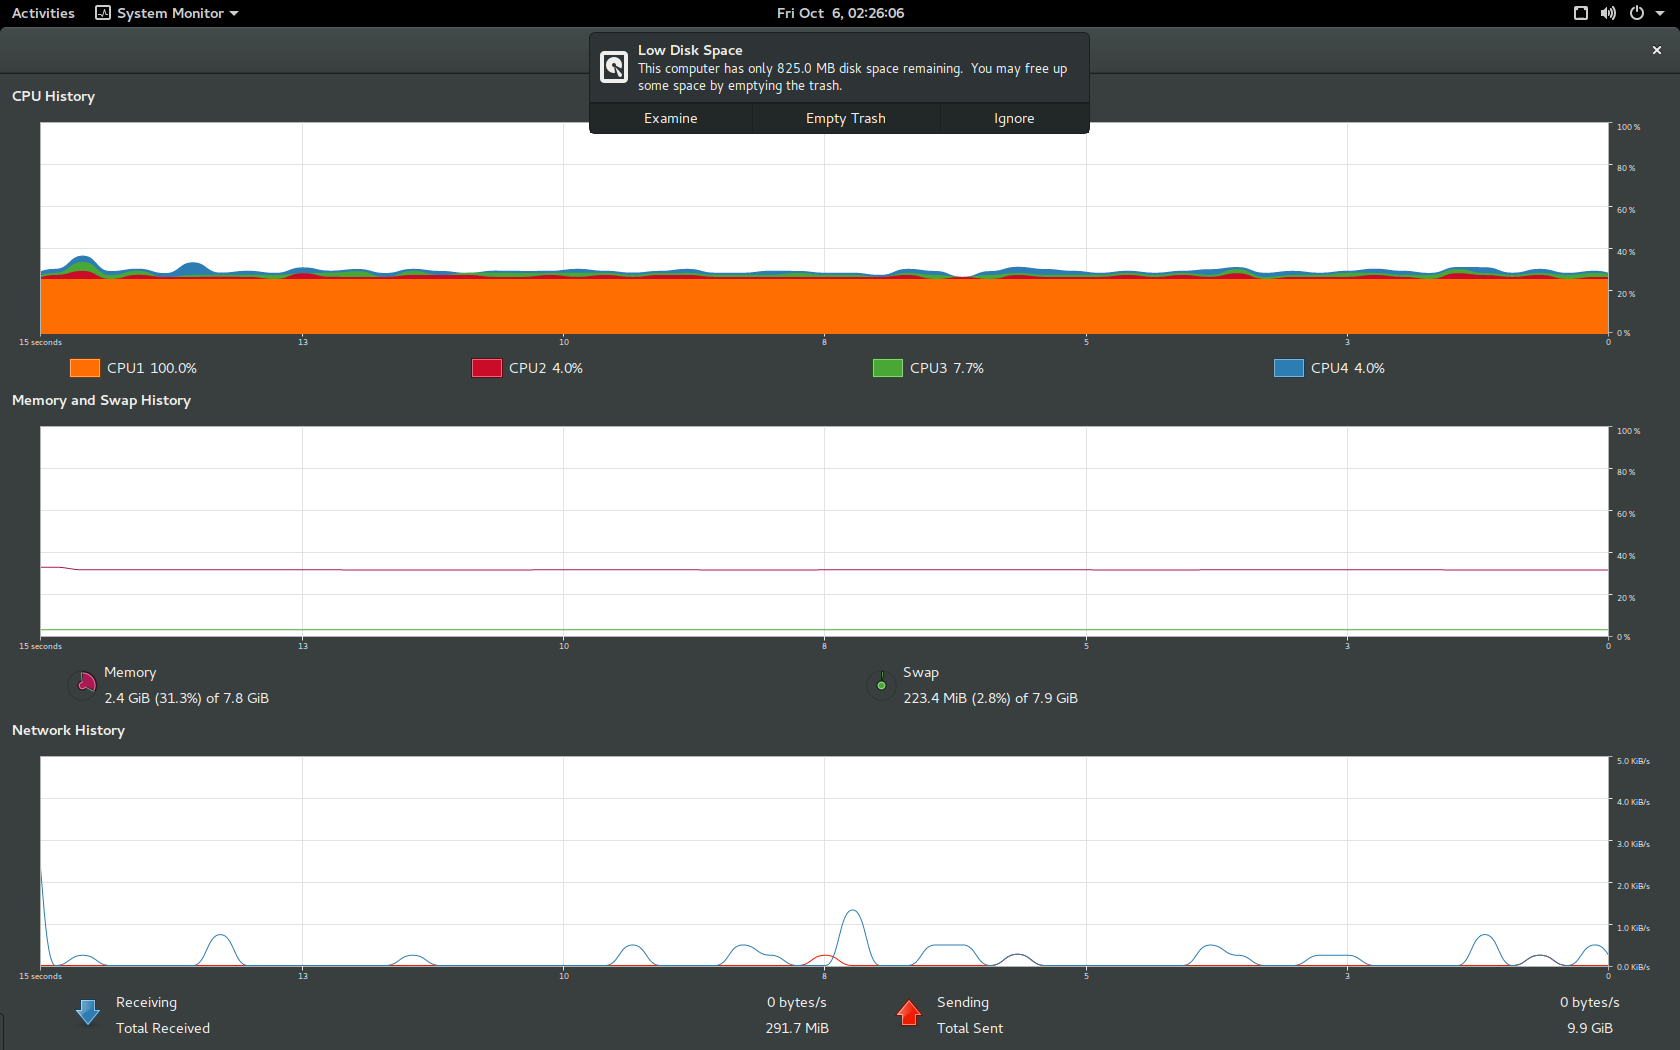 Activities System Monitor Fri Oct 6, 02:26:06
Low Disk Space
This computer has only 825.0 MB disk space remaining. You may free up
some space by emptying the trash.
Examine Empty Trash Ignore
CPU History
100 %
80 %
60 %
40 %
20 %
0 %
15 seconds 13 10 8 5 3 0
CPU1 100.0% CPU2 4.0% CPU3 7.7% CPU4 4.0%
Memory and Swap History
100 %
80 %
60 %
40 %
20 %
0 %
15 seconds 13 10 8 5 3 0
Memory Swap
2.4 GiB (31.3%) of 7.8 GiB 223.4 MiB (2.8%) of 7.9 GiB
Network History
5.0 KiB/s
4.0 KiB/s
3.0 KiB/s
2.0 KiB/s
1.0 KiB/s
0.0 KiB/s
15 seconds 13 10 8 5 3 0
Receiving 0 bytes/s Sending 0 bytes/s
Total Received 291.7 MiB Total Sent 9.9 GiB